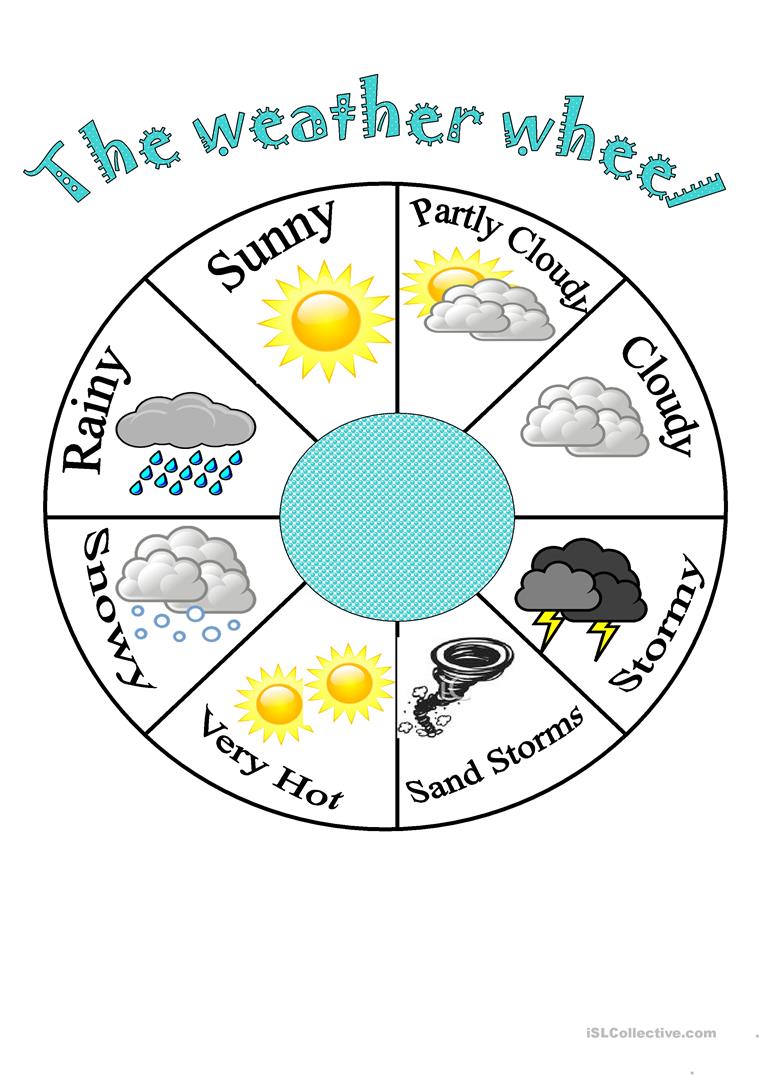 The weather wheel
Sunny
Partly Cloudy
Cloudy
Stormy
Sand Storms
Very Hot
Snowy
Rainy
iSLCollective.com